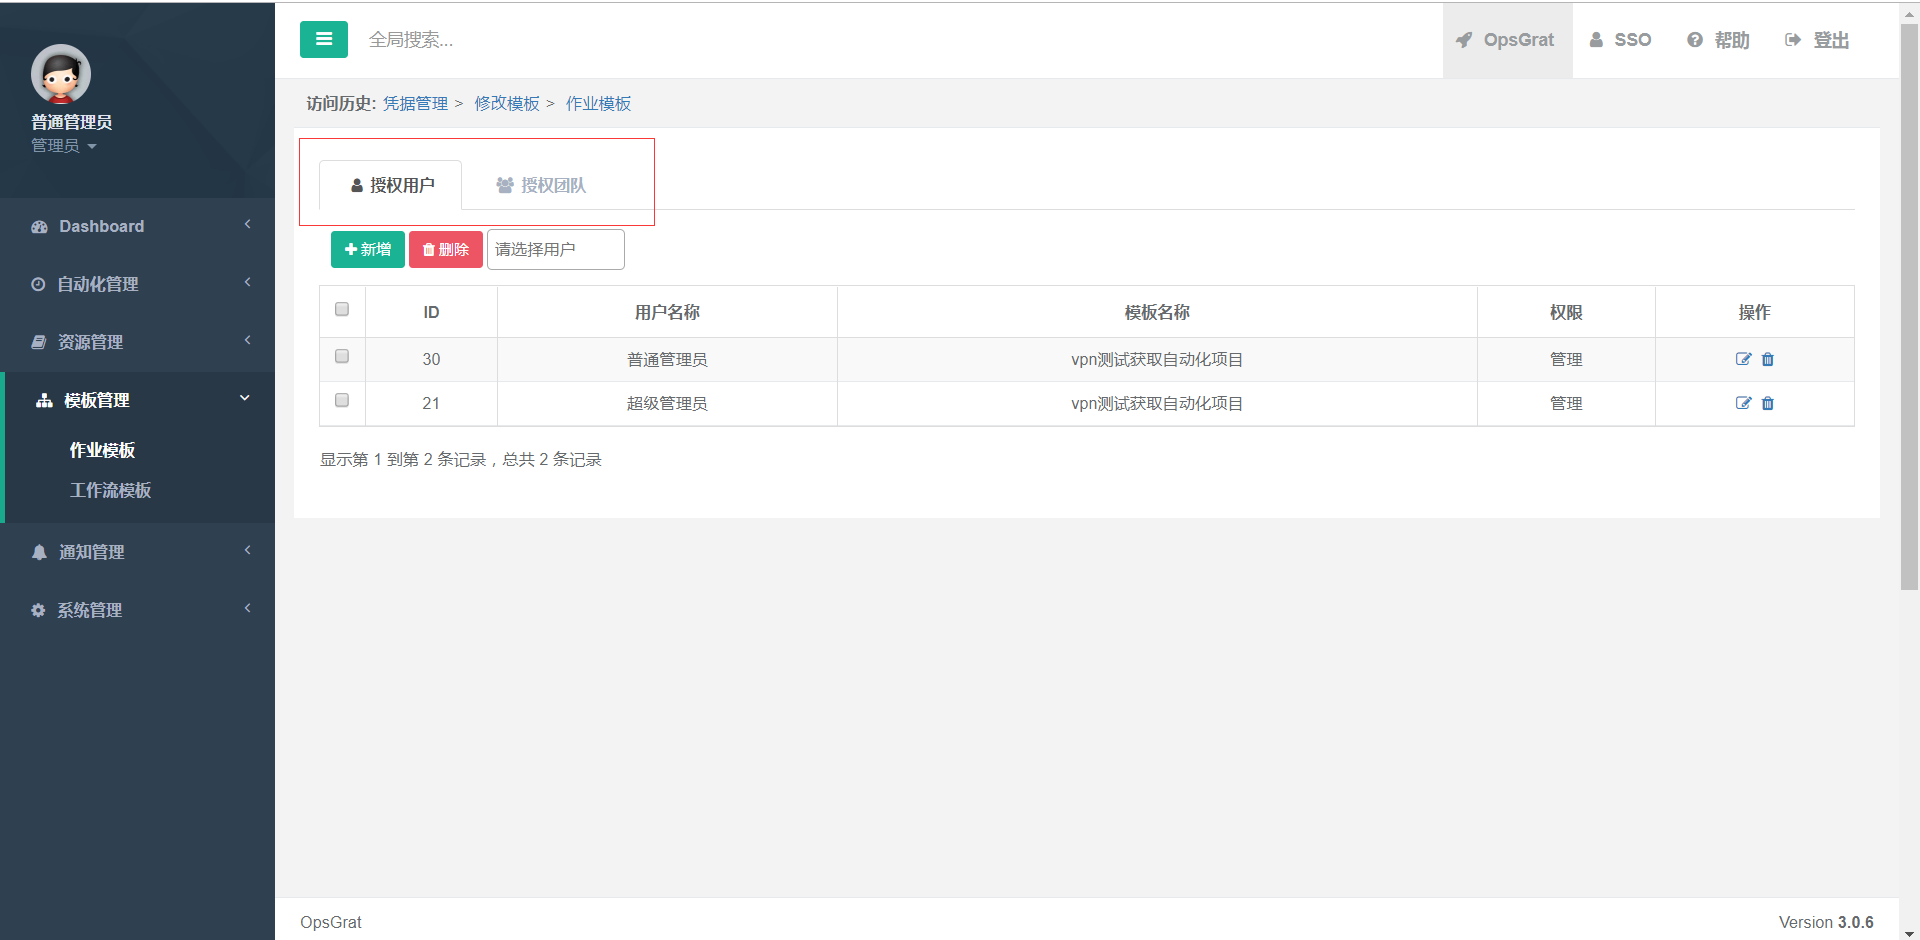 普通管理员
管理员
Dashboard
自动化管理
资源管理
模板管理
作业模板
工作流模板
通知管理
系统管理
全局搜索...
OpsGrat
SSO
帮助
登出
访问历史: 凭据管理 > 修改模板 > 作业模板
授权用户
授权团队
新增
删除
请选择用户
ID 用户名称 模板名称 权限 操作
30 普通管理员 vpn测试获取自动化项目 管理
21 超级管理员 vpn测试获取自动化项目 管理
显示第 1 到第 2 条记录，总共 2 条记录
OpsGrat
Version 3.0.6